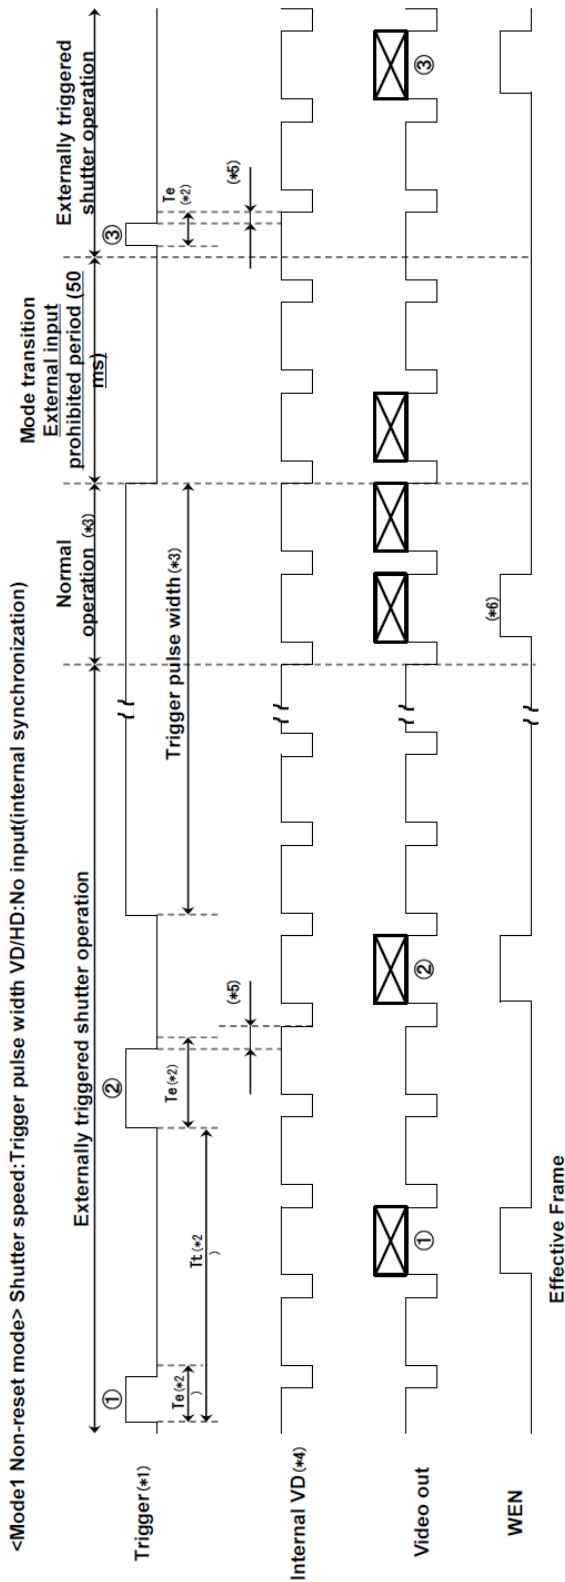 <Mode1 Non-reset mode> Shutter speed:Trigger pulse width VD/HD:No input(internal synchronization)
Externally triggered shutter operation
Normal
operation (*3)
Mode transition
External input
prohibited period (50
ms)
Externally triggered
shutter operation
Trigger(*1)
①
②
③
Te(*2
)
Tt(*2
)
Te(*2)
(*5)
Trigger pulse width(*3)
Te
(*2)
(*5)
Internal VD(*4)
Video out
①
②
③
WEN
(*6)
Effective Frame